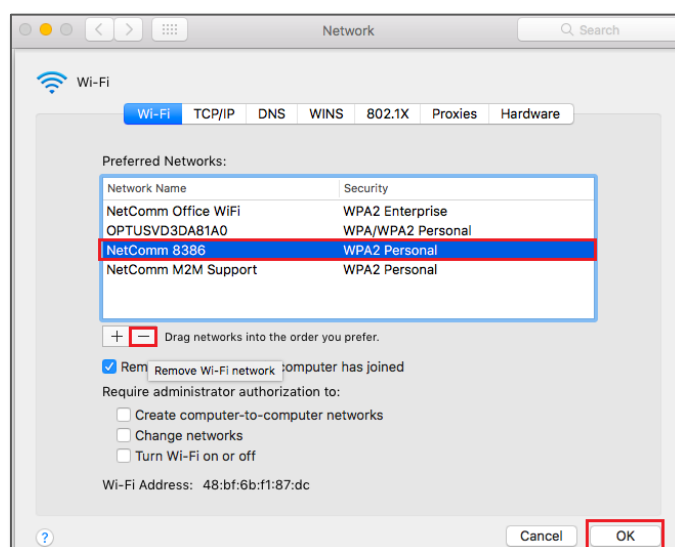 Network
Search
Wi-Fi
Wi-Fi TCP/IP DNS WINS 802.1X Proxies Hardware
Preferred Networks:
Network Name Security
NetComm Office WiFi WPA2 Enterprise
OPTUSVD3DA81A0 WPA/WPA2 Personal
NetComm 8386 WPA2 Personal
NetComm M2M Support WPA2 Personal
+ − Drag networks into the order you prefer.
Rem Remove Wi-Fi network computer has joined
Require administrator authorization to:
Create computer-to-computer networks
Change networks
Turn Wi-Fi on or off
Wi-Fi Address: 48:bf:6b:f1:87:dc
? Cancel OK